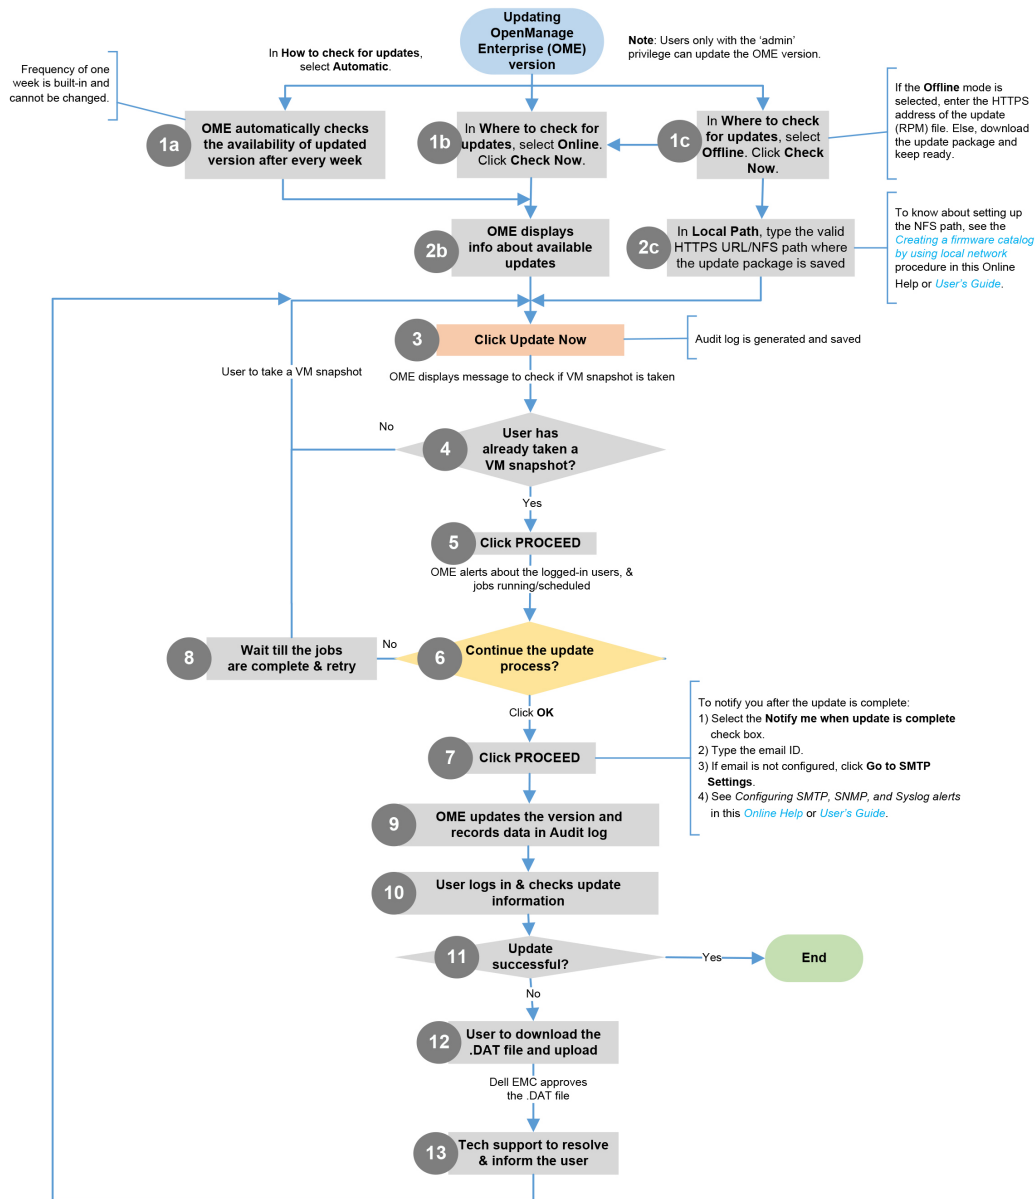 Updating
OpenManage
Enterprise (OME)
version
In How to check for updates,
select Automatic.
Note: Users only with the ‘admin’
privilege can update the OME version.
Frequency of one
week is built-in and
cannot be changed.
If the Offline mode is
selected, enter the HTTPS
address of the update
(RPM) file. Else, download
the update package and
keep ready.
1a
OME automatically checks
the availability of updated
version after every week
1b
In Where to check for
updates, select Online.
Click Check Now.
1c
In Where to check
for updates, select
Offline. Click Check
Now.
2b
OME displays
info about available
updates
2c
In Local Path, type the valid
HTTPS URL/NFS path where
the update package is saved
To know about setting up
the NFS path, see the
Creating a firmware catalog
by using local network
procedure in this Online
Help or User’s Guide.
3
Click Update Now
Audit log is generated and saved
User to take a VM snapshot
OME displays message to check if VM snapshot is taken
No
4
User has
already taken a
VM snapshot?
Yes
5
Click PROCEED
OME alerts about the logged-in users, &
jobs running/scheduled
8
Wait till the jobs
are complete & retry
No
6
Continue the update
process?
Click OK
7
Click PROCEED
To notify you after the update is complete:
1) Select the Notify me when update is complete
check box.
2) Type the email ID.
3) If email is not configured, click Go to SMTP
Settings.
4) See Configuring SMTP, SNMP, and Syslog alerts
in this Online Help or User’s Guide.
9
OME updates the version and
records data in Audit log
10
User logs in & checks update
information
11
Update
successful?
Yes
End
No
12
User to download the
.DAT file and upload
Dell EMC approves
the .DAT file
13
Tech support to resolve
& inform the user